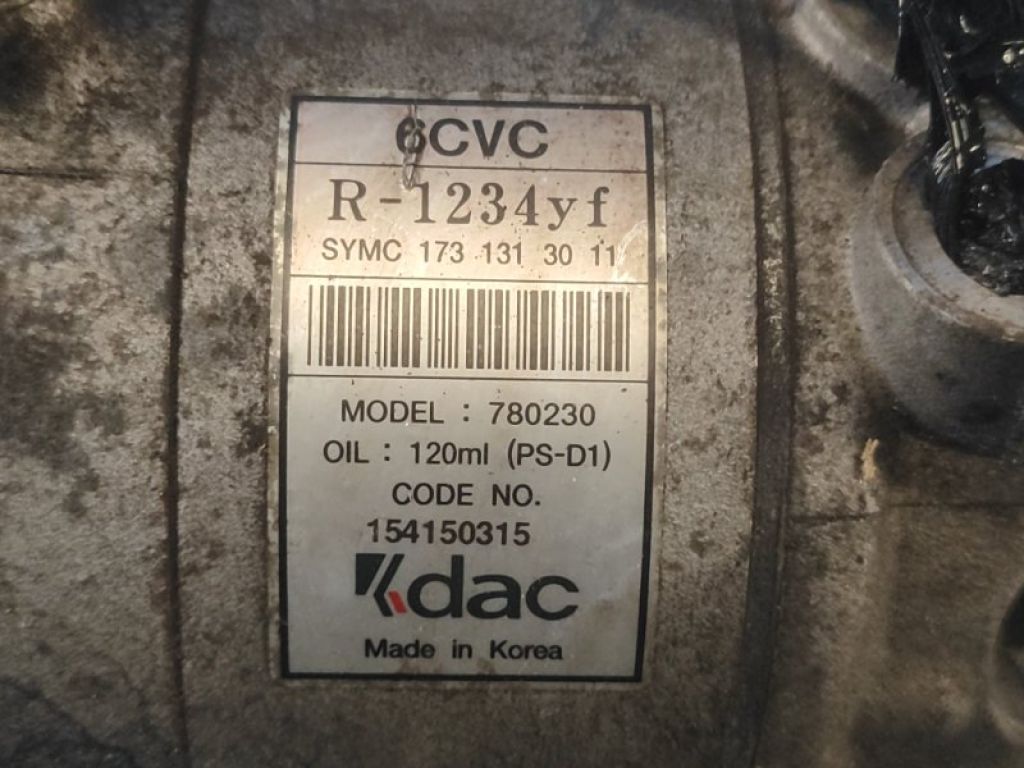 6CVC
R-1234yf
SYMC 173 131 30 11
MODEL : 780230
OIL : 120ml (PS-D1)
CODE NO.
154150315
Kdac
Made in Korea